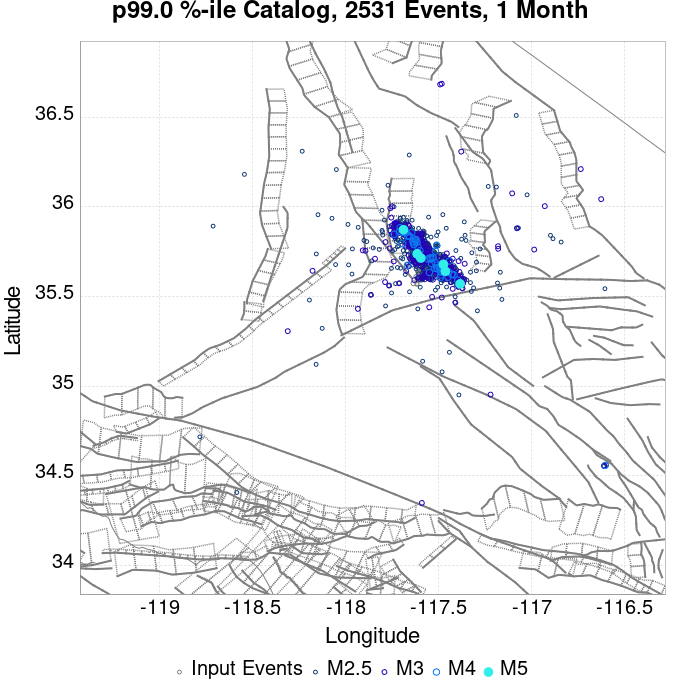 p99.0 %-ile Catalog, 2531 Events, 1 Month
36.5
36
35.5
35
34.5
34
Latitude
-119 -118.5 -118 -117.5 -117 -116.5
Longitude
Input Events M2.5 M3 M4 M5